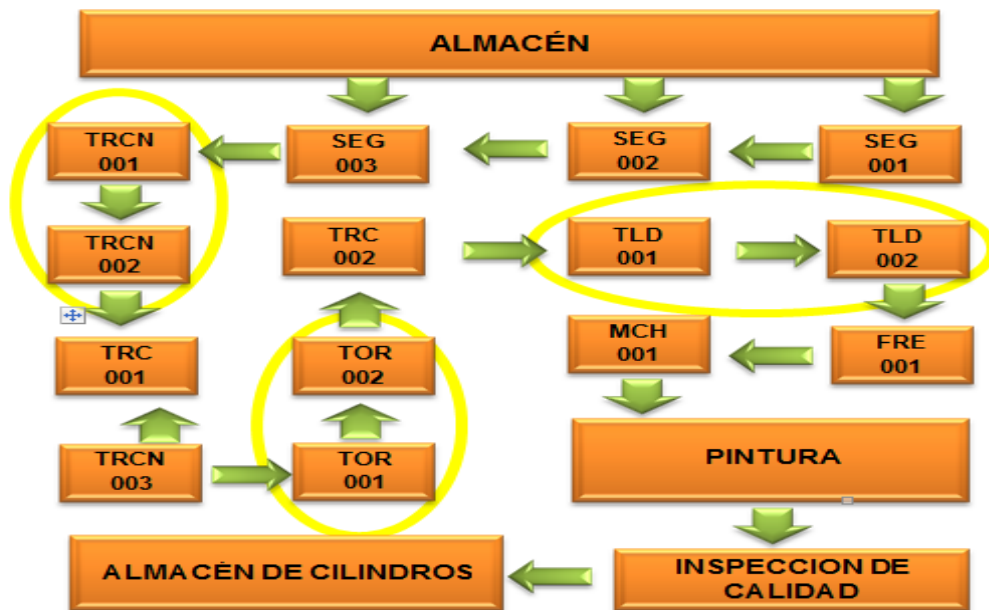 ALMACÉN
TRCN
001
SEG
003
SEG
002
SEG
001
TRCN
002
TRC
002
TLD
001
TLD
002
TRC
001
TOR
002
MCH
001
FRE
001
TRCN
003
TOR
001
PINTURA
ALMACÉN DE CILINDROS
INSPECCION DE
CALIDAD